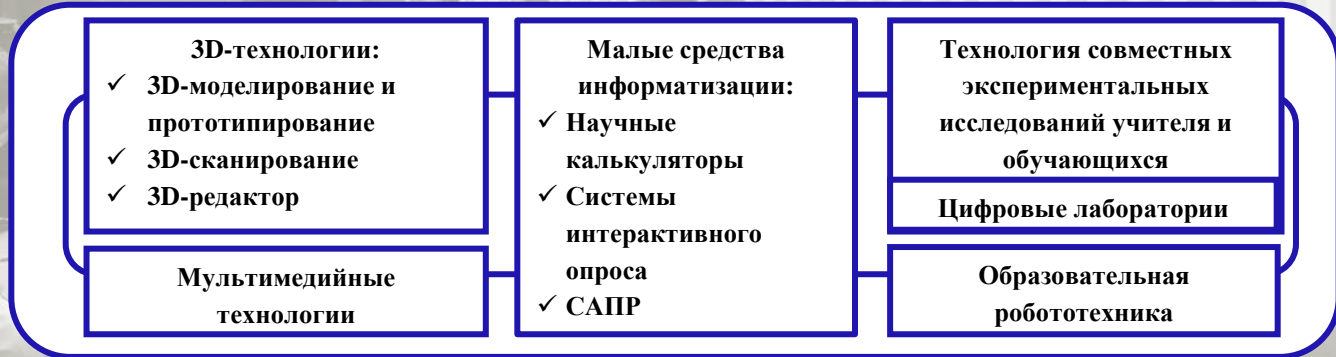 3D-технологии:
✓ 3D-моделирование и
прототипирование
✓ 3D-сканирование
✓ 3D-редактор
Мультимедийные
технологии
Малые средства
информатизации:
✓ Научные
калькуляторы
✓ Системы
интерактивного
опроса
✓ САПР
Технология совместных
экспериментальных
исследований учителя и
обучающихся
Цифровые лаборатории
Образовательная
робототехника